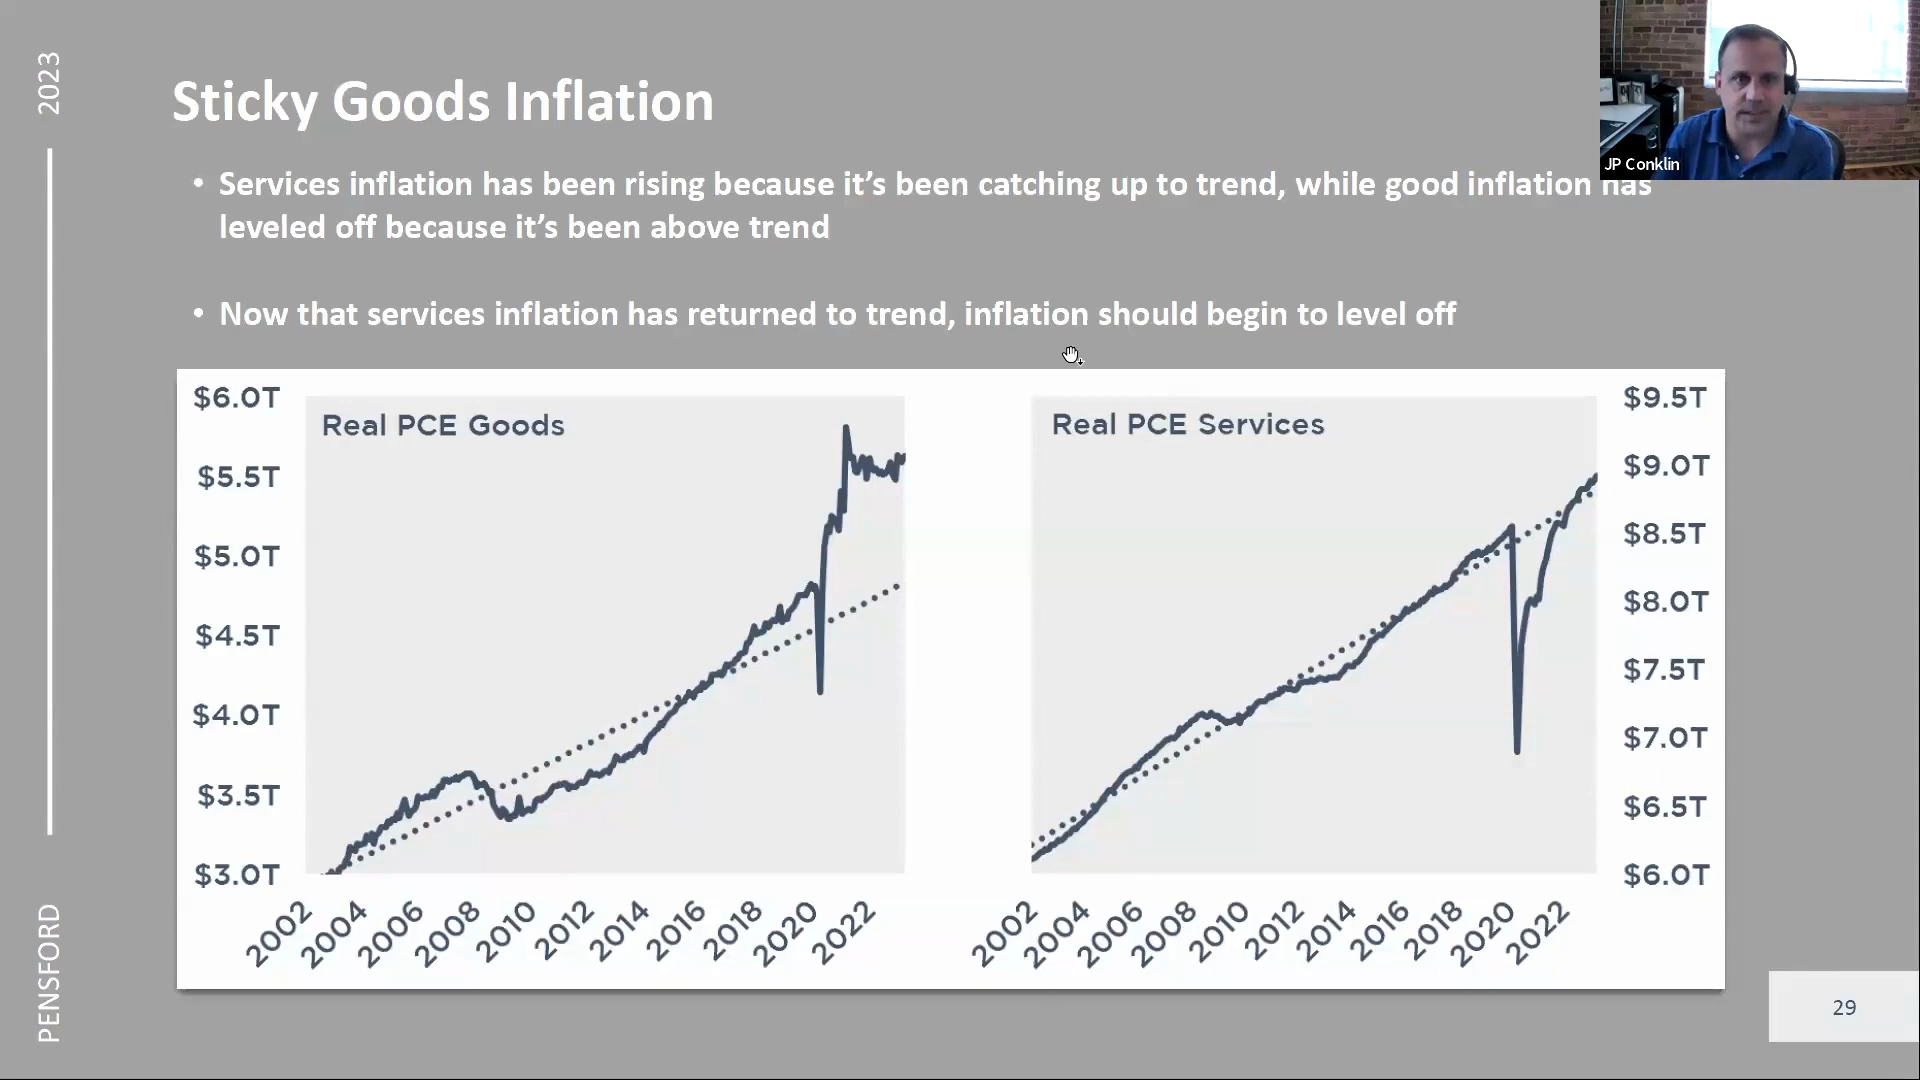 2023
PENSFORD
Sticky Goods Inflation
JP Conklin
• Services inflation has been rising because it’s been catching up to trend, while good inflation has
leveled off because it’s been above trend
• Now that services inflation has returned to trend, inflation should begin to level off
Real PCE Goods
$6.0T
$5.5T
$5.0T
$4.5T
$4.0T
$3.5T
$3.0T
2002 2004 2006 2008 2010 2012 2014 2016 2018 2020 2022
Real PCE Services
$9.5T
$9.0T
$8.5T
$8.0T
$7.5T
$7.0T
$6.5T
$6.0T
2002 2004 2006 2008 2010 2012 2014 2016 2018 2020 2022
29